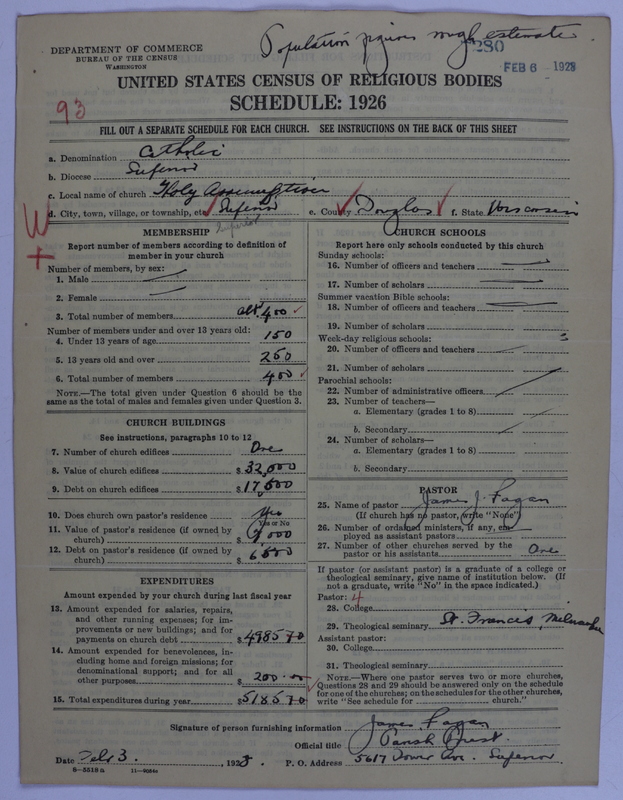 Population figures rough estimate
DEPARTMENT OF COMMERCE
BUREAU OF THE CENSUS
WASHINGTON
280
FEB 6 1928
UNITED STATES CENSUS OF RELIGIOUS BODIES
SCHEDULE: 1926
93
FILL OUT A SEPARATE SCHEDULE FOR EACH CHURCH. SEE INSTRUCTIONS ON THE BACK OF THIS SHEET
a. Denomination Catholic
b. Diocese Superior
c. Local name of church Holy Assumption
d. City, town, village, or township, etc. Superior e. County Douglas f. State Wisconsin
Superior
W
+
MEMBERSHIP
Report number of members according to definition of member in your church
Number of members, by sex:
1. Male
2. Female
3. Total number of members abt 400
Number of members under and over 13 years old:
4. Under 13 years of age 150
5. 13 years old and over 250
6. Total number of members 400
NOTE.—The total given under Question 6 should be the same as the total of males and females given under Question 3.
CHURCH BUILDINGS
See instructions, paragraphs 10 to 12
7. Number of church edifices One
8. Value of church edifices $ 32,000
9. Debt on church edifices $ 17,500
10. Does church own pastor's residence Yes
Yes or No
11. Value of pastor's residence (if owned by church) $ 9,000
12. Debt on pastor's residence (if owned by church) $ 6500
EXPENDITURES
Amount expended by your church during last fiscal year
13. Amount expended for salaries, repairs, and other running expenses; for improvements or new buildings; and for payments on church debt $ 4985 70
14. Amount expended for benevolences, including home and foreign missions; for denominational support; and for all other purposes $ 200.00
15. Total expenditures during year $ 5185 70
CHURCH SCHOOLS
Report here only schools conducted by this church
Sunday schools:
16. Number of officers and teachers
17. Number of scholars
Summer vacation Bible schools:
18. Number of officers and teachers
19. Number of scholars
Week-day religious schools:
20. Number of officers and teachers
21. Number of scholars
Parochial schools:
22. Number of administrative officers
23. Number of teachers—
a. Elementary (grades 1 to 8)
b. Secondary
24. Number of scholars—
a. Elementary (grades 1 to 8)
b. Secondary
PASTOR
25. Name of pastor James J. Fagan
(If church has no pastor, write "None")
26. Number of ordained ministers, if any, employed as assistant pastors
27. Number of other churches served by the pastor or his assistants One
If pastor (or assistant pastor) is a graduate of a college or theological seminary, give name of institution below. (If not a graduate, write "No" in the space indicated.)
Pastor: 4
28. College
29. Theological seminary St. Francis, Milwaukee
Assistant pastor:
30. College
31. Theological seminary
NOTE.—Where one pastor serves two or more churches, Questions 28 and 29 should be answered only on the schedule for one of the churches; on the schedules for the other churches, write "See schedule for ............ church."
Signature of person furnishing information James Fagan
Official title Parish Priest.
Date Feb 3, 1928. P. O. Address 5617 Tower Ave. Superior
8—5518 a 11—9084a